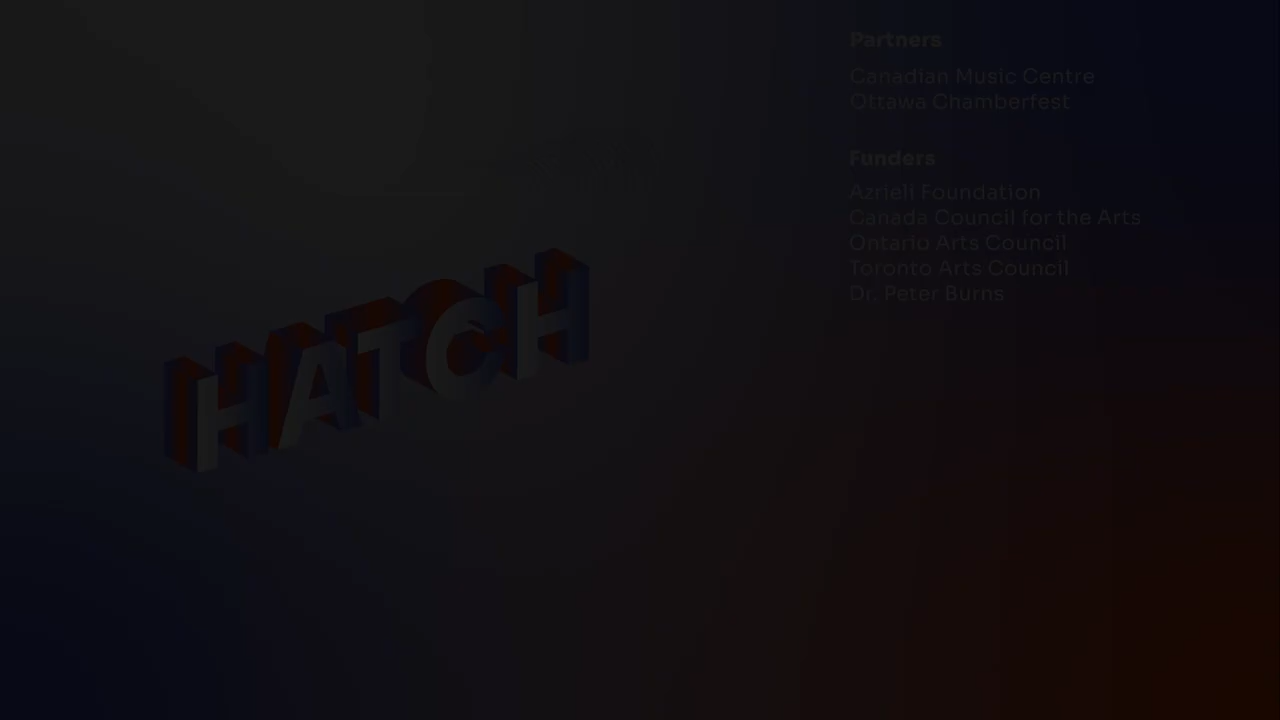 HATCH
Partners
Canadian Music Centre
Ottawa Chamberfest
Funders
Azrieli Foundation
Canada Council for the Arts
Ontario Arts Council
Toronto Arts Council
Dr. Peter Burns